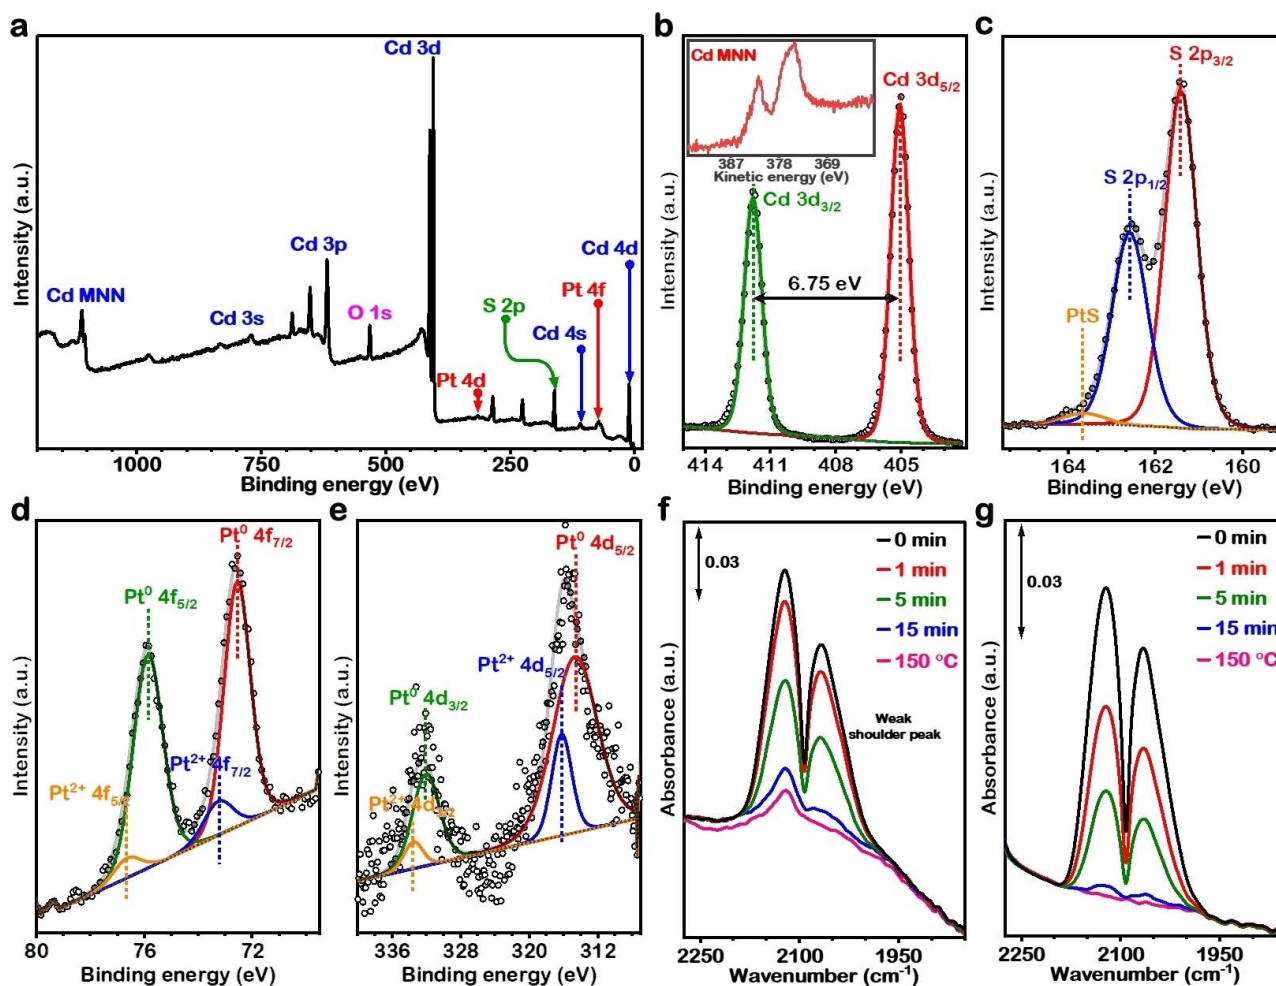 a
Intensity (a.u.)
Cd 3d
Cd 3p
Cd MNN
Cd 3s
O 1s
S 2p
Pt 4f
Cd 4d
Cd 4s
Pt 4d
1000 750 500 250 0
Binding energy (eV)
b
Intensity (a.u.)
Cd MNN
387 378 369
Kinetic energy (eV)
Cd 3d5/2
Cd 3d3/2
6.75 eV
414 411 408 405
Binding energy (eV)
c
Intensity (a.u.)
S 2p3/2
S 2p1/2
PtS
164 162 160
Binding energy (eV)
d
Intensity (a.u.)
Pt0 4f7/2
Pt0 4f5/2
Pt2+ 4f7/2
Pt2+ 4f5/2
80 76 72
Binding energy (eV)
e
Intensity (a.u.)
Pt0 4d5/2
Pt2+ 4d5/2
Pt0 4d3/2
Pt2+ 4d
336 328 320 312
Binding energy (eV)
f
Absorbance (a.u.)
0.03
0 min
1 min
5 min
15 min
150 °C
Weak
shoulder peak
2250 2100 1950
Wavenumber (cm-1)
g
Absorbance (a.u.)
0.03
0 min
1 min
5 min
15 min
150 °C
2250 2100 1950
Wavenumber (cm-1)